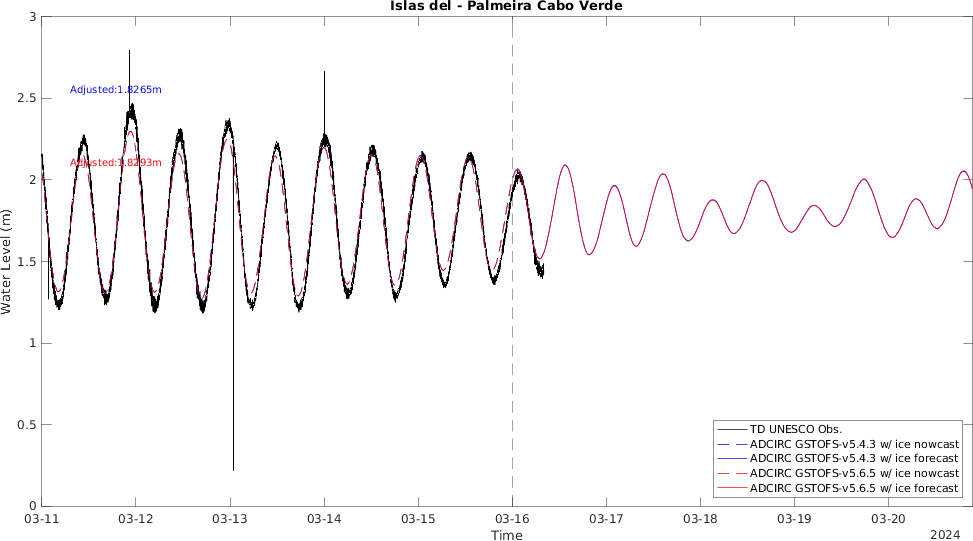 Islas del - Palmeira Cabo Verde
3
2.5
2
1.5
1
0.5
0
Water Level (m)
Adjusted:1.8265m
Adjusted:1.8293m
TD UNESCO Obs.
ADCIRC GSTOFS-v5.4.3 w/ ice nowcast
ADCIRC GSTOFS-v5.4.3 w/ ice forecast
ADCIRC GSTOFS-v5.6.5 w/ ice nowcast
ADCIRC GSTOFS-v5.6.5 w/ ice forecast
03-11 03-12 03-13 03-14 03-15 03-16 03-17 03-18 03-19 03-20
Time
2024